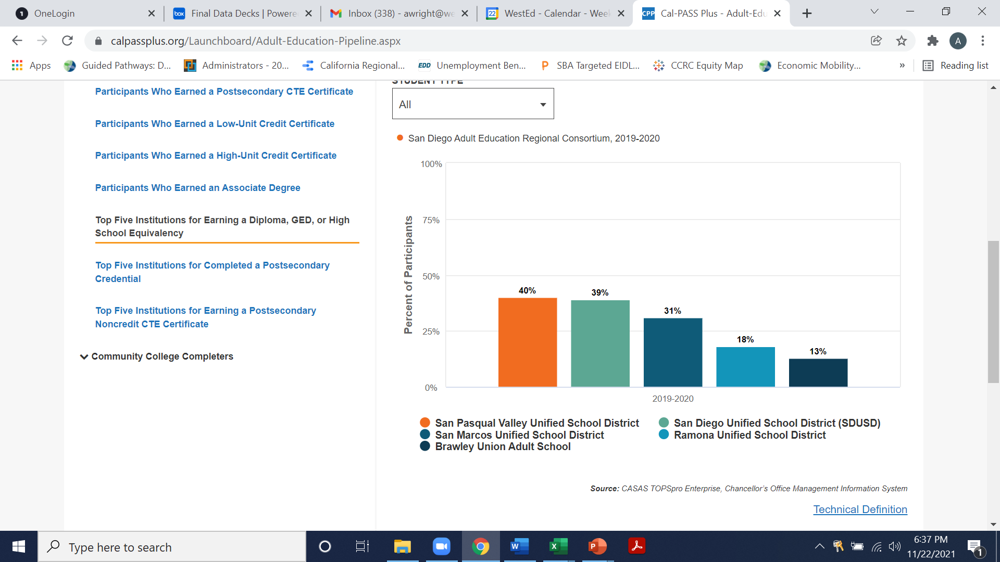 OneLogin
Final Data Decks | Powere
Inbox (338) - awright@we
WestEd - Calendar - Week
Cal-PASS Plus - Adult-Edu
calpassplus.org/Launchboard/Adult-Education-Pipeline.aspx
A
Apps
Guided Pathways: D...
Administrators - 20...
California Regional...
EDD Unemployment Ben...
SBA Targeted EIDL...
CCRC Equity Map
Economic Mobility...
»
Reading list
STUDENT TYPE
All
Participants Who Earned a Postsecondary CTE Certificate
Participants Who Earned a Low-Unit Credit Certificate
Participants Who Earned a High-Unit Credit Certificate
Participants Who Earned an Associate Degree
Top Five Institutions for Earning a Diploma, GED, or High
School Equivalency
Top Five Institutions for Completed a Postsecondary
Credential
Top Five Institutions for Earning a Postsecondary
Noncredit CTE Certificate
Community College Completers
San Diego Adult Education Regional Consortium, 2019-2020
Percent of Participants
100%
75%
50%
25%
0%
40%
39%
31%
18%
13%
2019-2020
San Pasqual Valley Unified School District
San Diego Unified School District (SDUSD)
San Marcos Unified School District
Ramona Unified School District
Brawley Union Adult School
Source: CASAS TOPSpro Enterprise, Chancellor's Office Management Information System
Technical Definition
Type here to search
6:37 PM
11/22/2021
1